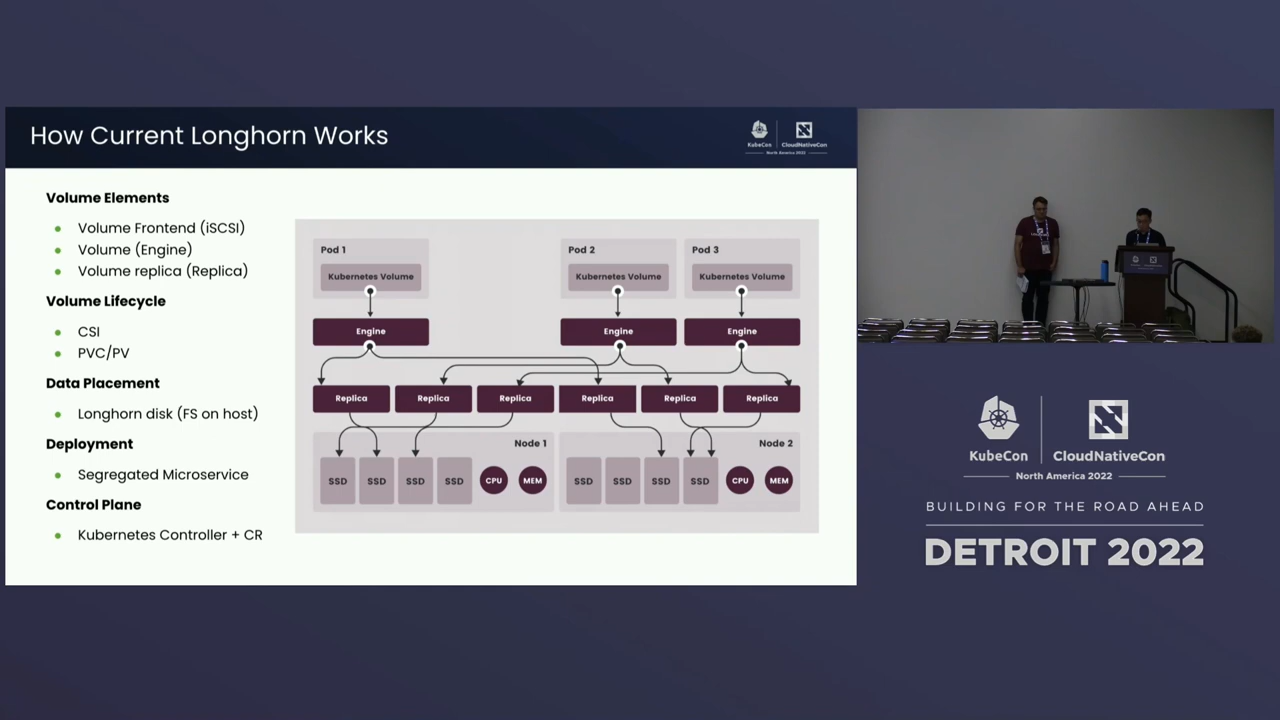 How Current Longhorn Works
KubeCon
CloudNativeCon
North America 2022
Volume Elements
Volume Frontend (iSCSI)
Volume (Engine)
Volume replica (Replica)
Volume Lifecycle
CSI
PVC/PV
Data Placement
Longhorn disk (FS on host)
Deployment
Segregated Microservice
Control Plane
Kubernetes Controller + CR
Pod 1
Kubernetes Volume
Pod 2
Kubernetes Volume
Pod 3
Kubernetes Volume
Engine
Engine
Engine
Replica
Replica
Replica
Replica
Replica
Replica
Node 1
SSD
SSD
SSD
SSD
CPU
MEM
Node 2
SSD
SSD
SSD
SSD
CPU
MEM
KubeCon
CloudNativeCon
North America 2022
BUILDING FOR THE ROAD AHEAD
DETROIT 2022